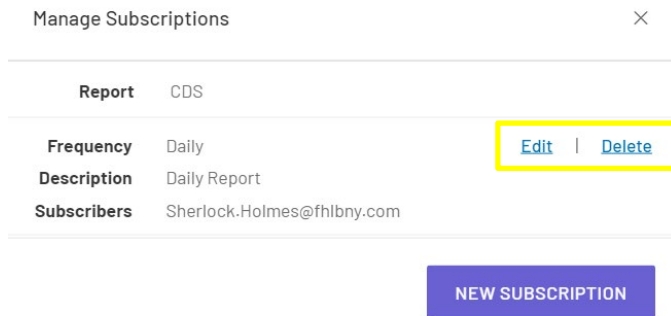 Manage Subscriptions
Report CDS
Frequency Daily Edit | Delete
Description Daily Report
Subscribers Sherlock.Holmes@fhlbny.com
NEW SUBSCRIPTION